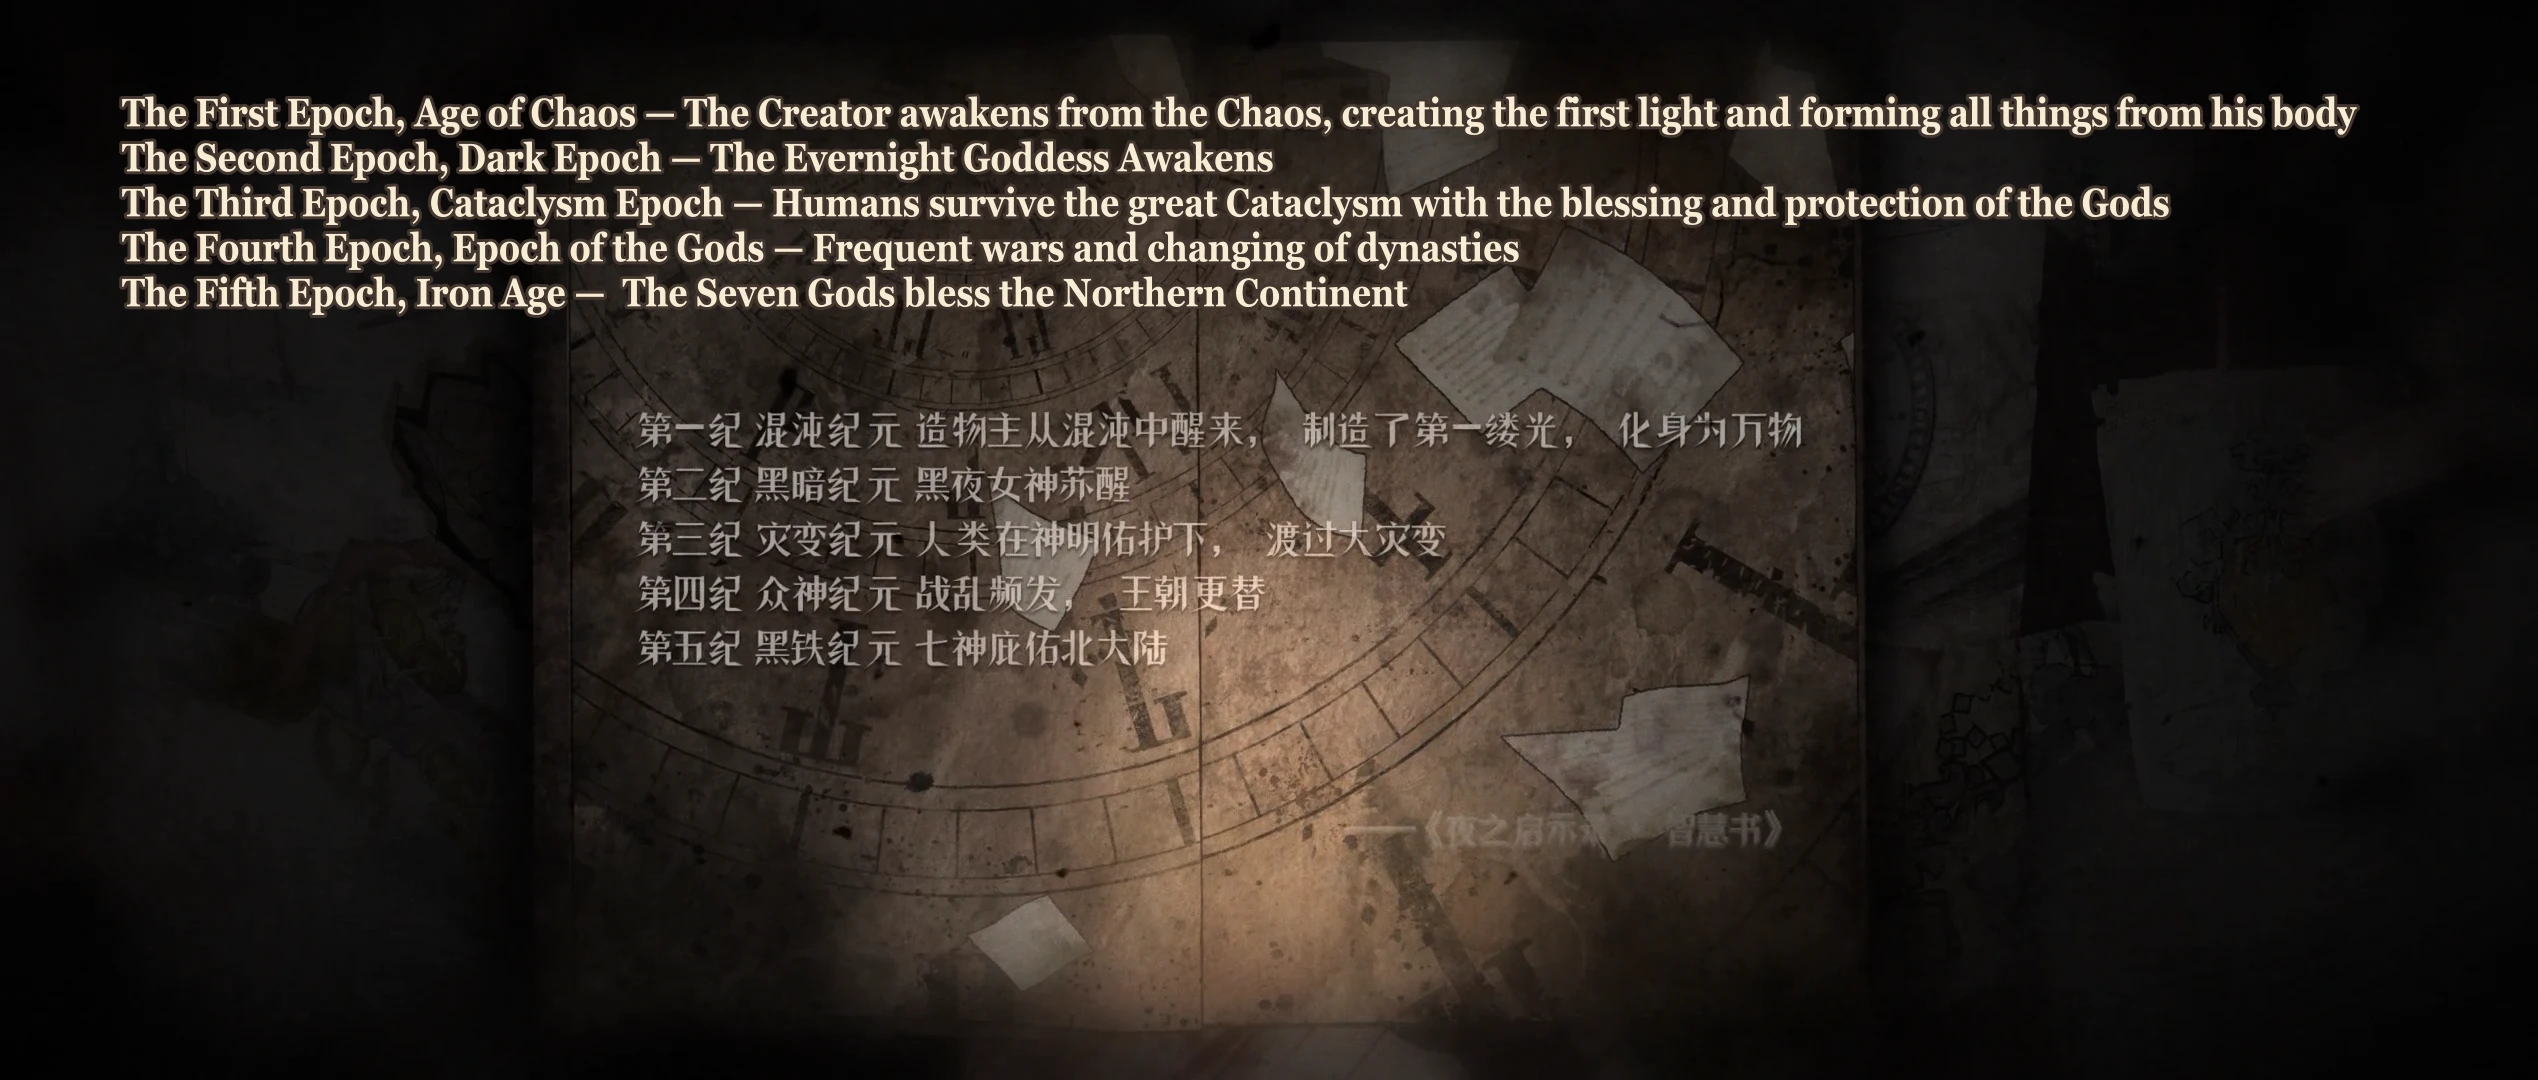 The First Epoch, Age of Chaos — The Creator awakens from the Chaos, creating the first light and forming all things from his body
The Second Epoch, Dark Epoch — The Evernight Goddess Awakens
The Third Epoch, Cataclysm Epoch — Humans survive the great Cataclysm with the blessing and protection of the Gods
The Fourth Epoch, Epoch of the Gods — Frequent wars and changing of dynasties
The Fifth Epoch, Iron Age — The Seven Gods bless the Northern Continent
第一纪 混沌纪元 造物主从混沌中醒来， 制造了第一缕光， 化身为万物
第二纪 黑暗纪元 黑夜女神苏醒
第三纪 灾变纪元 人类在神明佑护下， 渡过大灾变
第四纪 众神纪元 战乱频发， 王朝更替
第五纪 黑铁纪元 七神庇佑北大陆
——《夜之启示 智慧书》